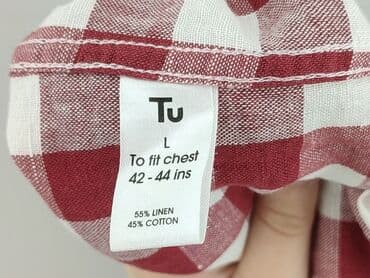 Tu
L
To fit chest
42 - 44 ins
55% LINEN
45% COTTON